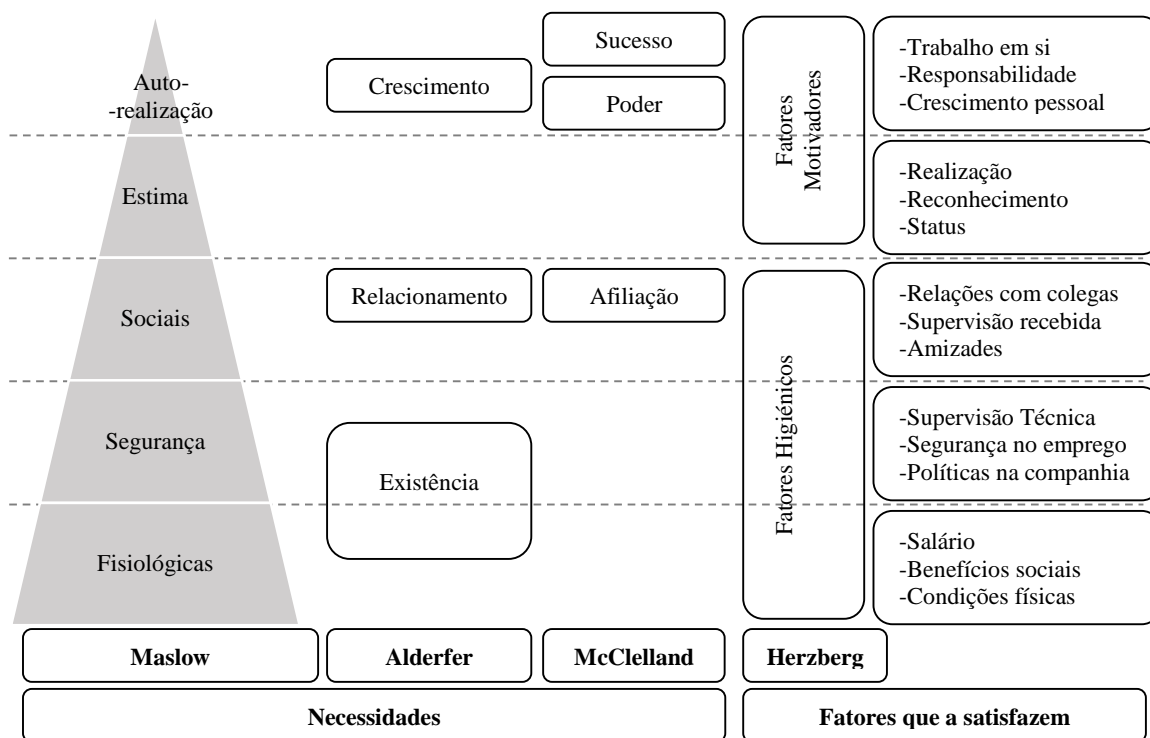 Sucesso
Auto-
-realização
Crescimento
Poder
Fatores
Motivadores
-Trabalho em si
-Responsabilidade
-Crescimento pessoal
Estima
-Realização
-Reconhecimento
-Status
Sociais
Relacionamento
Afiliação
Fatores Higiénicos
-Relações com colegas
-Supervisão recebida
-Amizades
Segurança
Existência
-Supervisão Técnica
-Segurança no emprego
-Políticas na companhia
Fisiológicas
-Salário
-Benefícios sociais
-Condições físicas
Maslow
Alderfer
McClelland
Herzberg
Necessidades
Fatores que a satisfazem